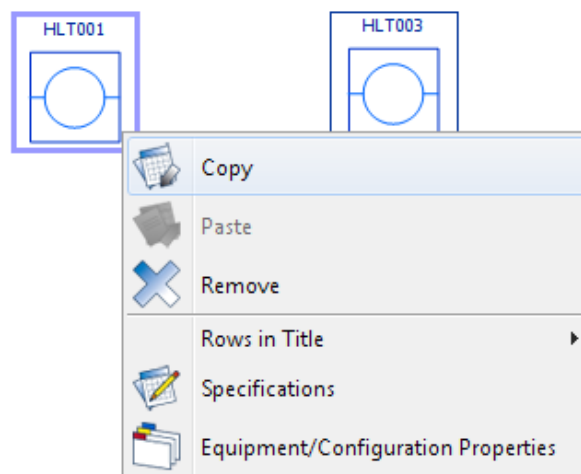 HLT001
HLT003
Copy
Paste
Remove
Rows in Title
Specifications
Equipment/Configuration Properties